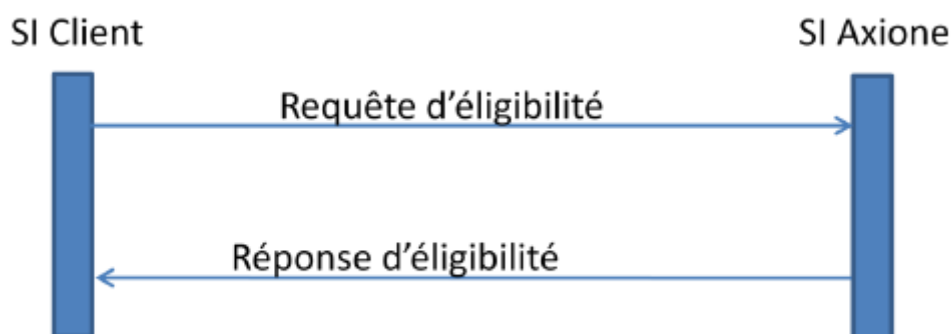 SI Client
SI Axione
Requête d’éligibilité
Réponse d’éligibilité